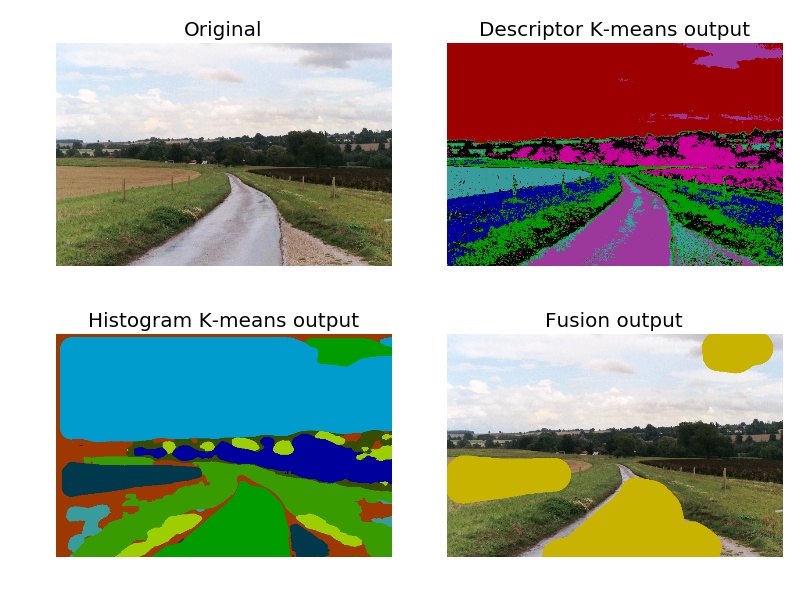 Original
Descriptor K-means output
Histogram K-means output
Fusion output